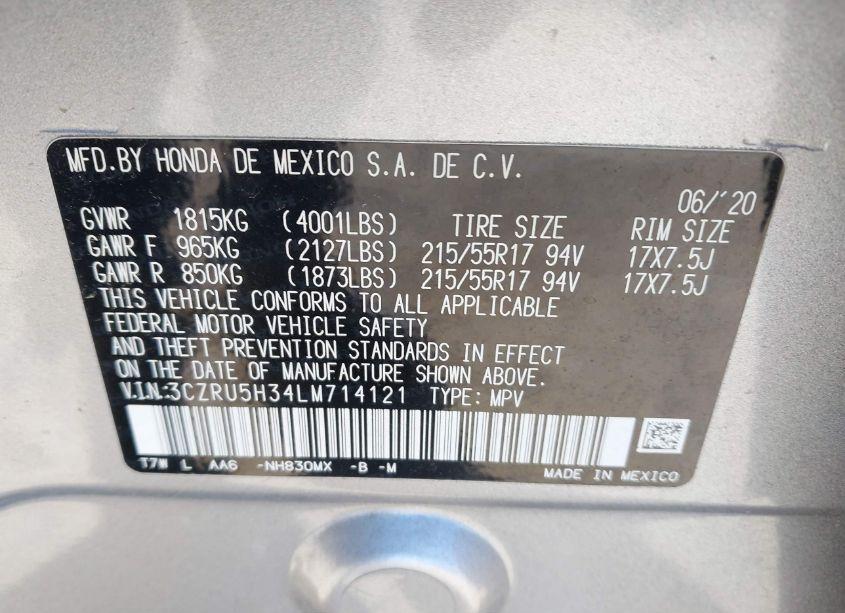 MFD.BY HONDA DE MEXICO S.A. DE C.V.
06/'20
GVWR 1815KG (4001LBS) TIRE SIZE RIM SIZE
GAWR F 965KG (2127LBS) 215/55R17 94V 17X7.5J
GAWR R 850KG (1873LBS) 215/55R17 94V 17X7.5J
THIS VEHICLE CONFORMS TO ALL APPLICABLE
FEDERAL MOTOR VEHICLE SAFETY
AND THEFT PREVENTION STANDARDS IN EFFECT
ON THE DATE OF MANUFACTURE SHOWN ABOVE.
V.I.N:3CZRU5H34LM714121 TYPE: MPV
T7W L AA6 -NH830MX -B -M
MADE IN MEXICO